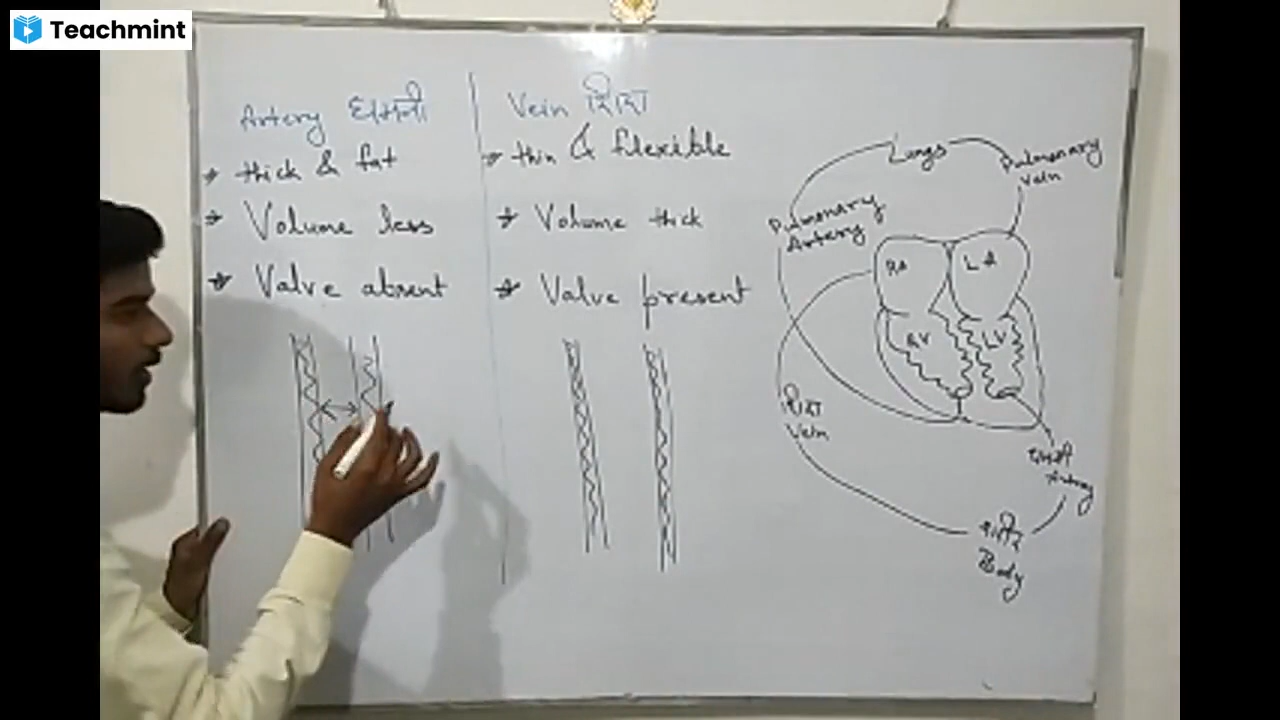 Teachmint
Artery धमनी
* thick & fat
* Volume less
* Valve absent
Vein शिरा
* thin & flexible
* Volume thick
* Valve present
Lungs
Pulmonary
Vein
Pulmonary
Artery
RA
LA
RV
LV
शिरा
Vein
धमनी
Artery
शरीर
Body